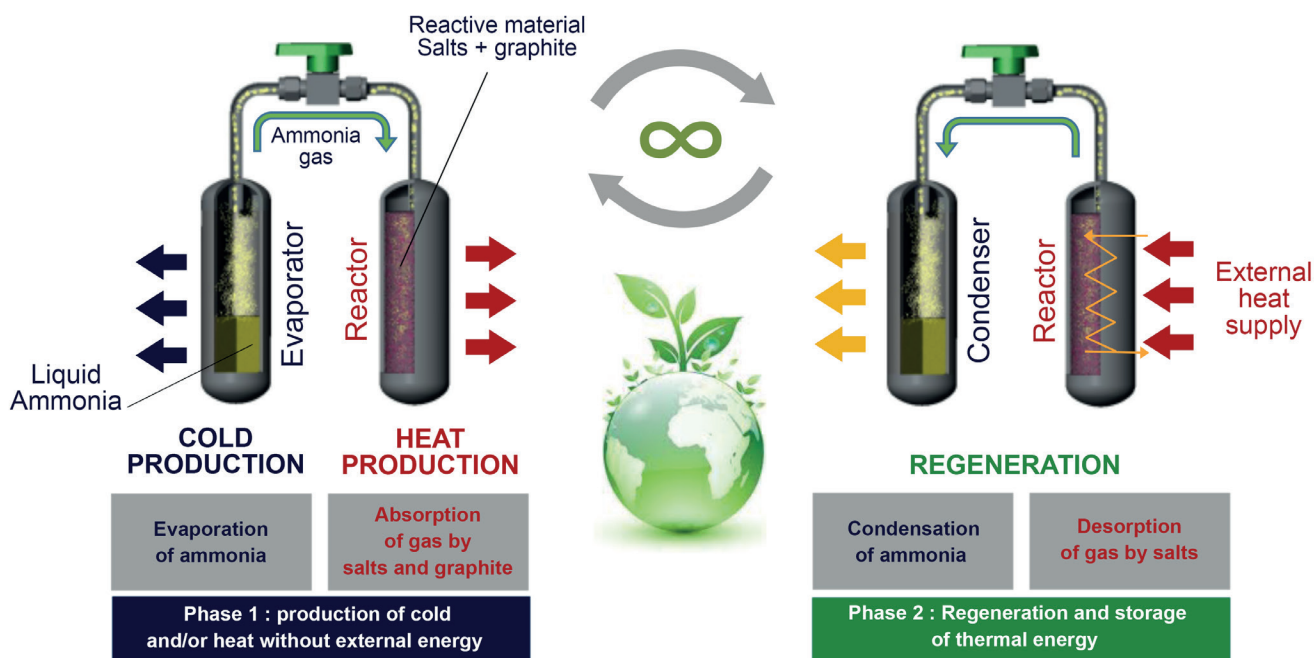 Reactive material
Salts + graphite
Ammonia
gas
Evaporator
Reactor
Liquid
Ammonia
COLD
PRODUCTION
HEAT
PRODUCTION
Evaporation
of ammonia
Absorption
of gas by
salts and graphite
Phase 1 : production of cold
and/or heat without external energy
∞
Condenser
Reactor
External
heat
supply
REGENERATION
Condensation
of ammonia
Desorption
of gas by salts
Phase 2 : Regeneration and storage
of thermal energy